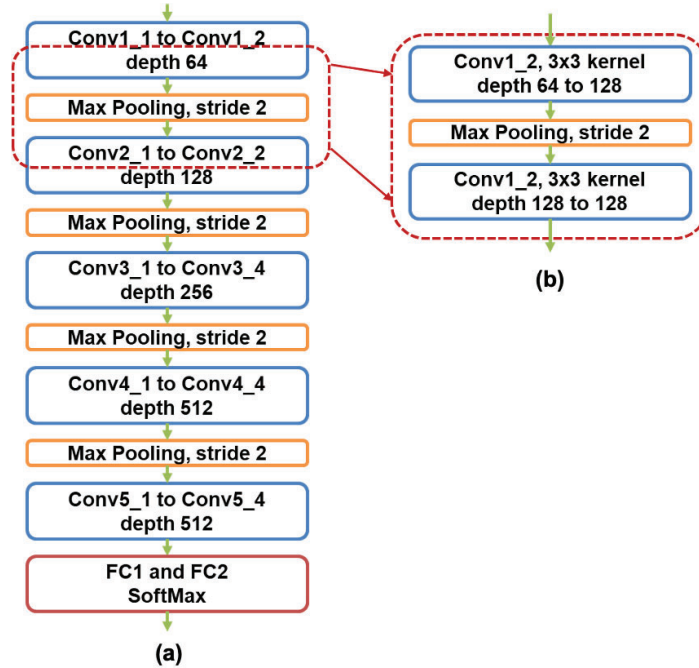 Conv1_1 to Conv1_2
depth 64
Max Pooling, stride 2
Conv2_1 to Conv2_2
depth 128
Max Pooling, stride 2
Conv3_1 to Conv3_4
depth 256
Max Pooling, stride 2
Conv4_1 to Conv4_4
depth 512
Max Pooling, stride 2
Conv5_1 to Conv5_4
depth 512
FC1 and FC2
SoftMax
(a)
Conv1_2, 3x3 kernel
depth 64 to 128
Max Pooling, stride 2
Conv1_2, 3x3 kernel
depth 128 to 128
(b)